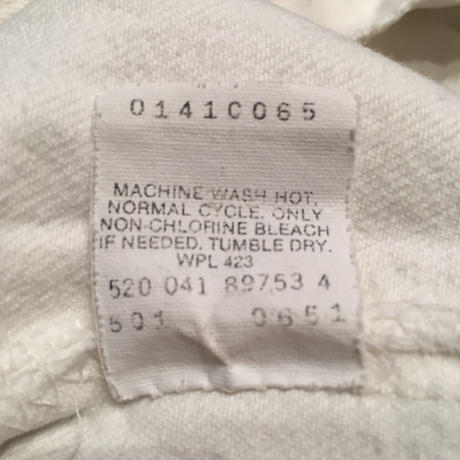 01410065
MACHINE WASH HOT,
NORMAL CYCLE. ONLY
NON-CHLORINE BLEACH
IF NEEDED. TUMBLE DRY.
WPL 423
520 041 89753 4
501 0651